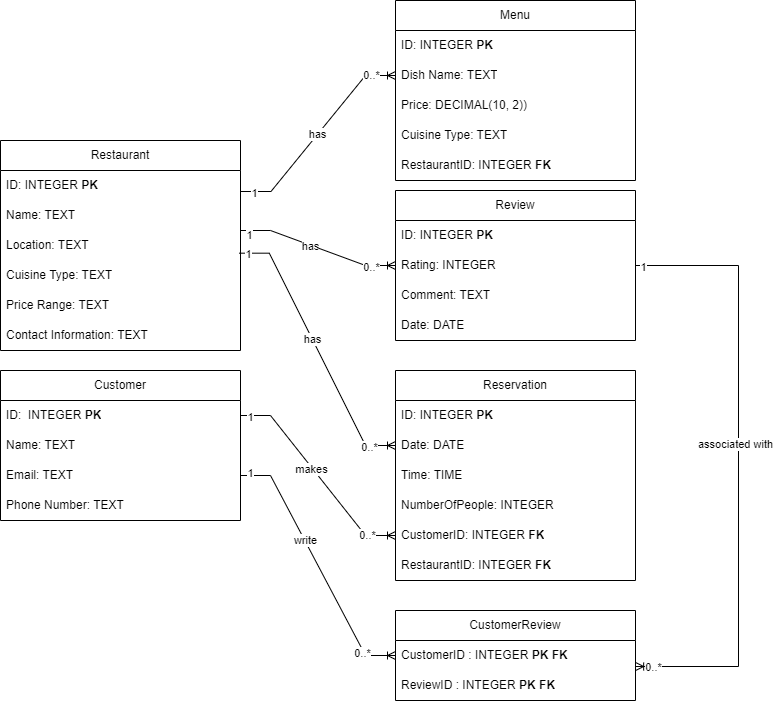 Menu
ID: INTEGER PK
Dish Name: TEXT
Price: DECIMAL(10, 2))
Cuisine Type: TEXT
RestaurantID: INTEGER FK
Restaurant
ID: INTEGER PK
Name: TEXT
Location: TEXT
Cuisine Type: TEXT
Price Range: TEXT
Contact Information: TEXT
Review
ID: INTEGER PK
Rating: INTEGER
Comment: TEXT
Date: DATE
Customer
ID:  INTEGER PK
Name: TEXT
Email: TEXT
Phone Number: TEXT
Reservation
ID: INTEGER PK
Date: DATE
Time: TIME
NumberOfPeople: INTEGER
CustomerID: INTEGER FK
RestaurantID: INTEGER FK
CustomerReview
CustomerID : INTEGER PK FK
ReviewID : INTEGER PK FK
1
has
0..*
1
has
0..*
1
has
0..*
1
makes
0..*
1
write
0..*
1
associated with
0..*